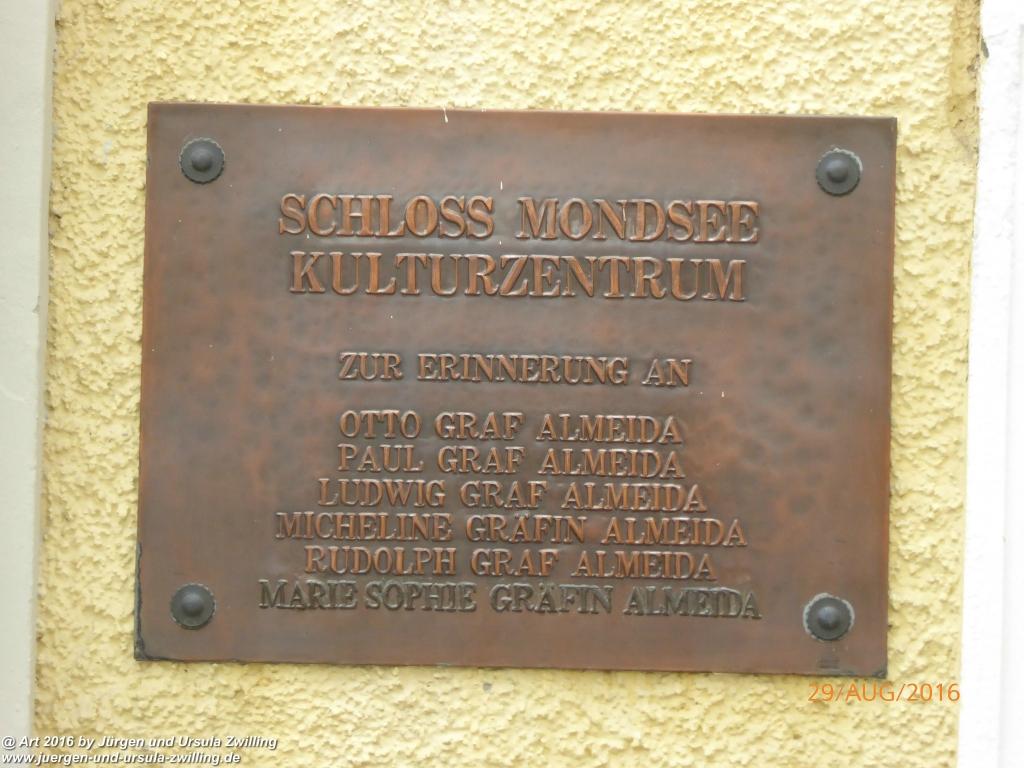 SCHLOSS MONDSEE
KULTURZENTRUM
ZUR ERINNERUNG AN
OTTO GRAF ALMEIDA
PAUL GRAF ALMEIDA
LUDWIG GRAF ALMEIDA
MICHELINE GRÄFIN ALMEIDA
RUDOLPH GRAF ALMEIDA
MARIE SOPHIE GRÄFIN ALMEIDA
29/AUG/2016
@ Art 2016 by Jürgen und Ursula Zwilling
www.juergen-und-ursula-zwilling.de